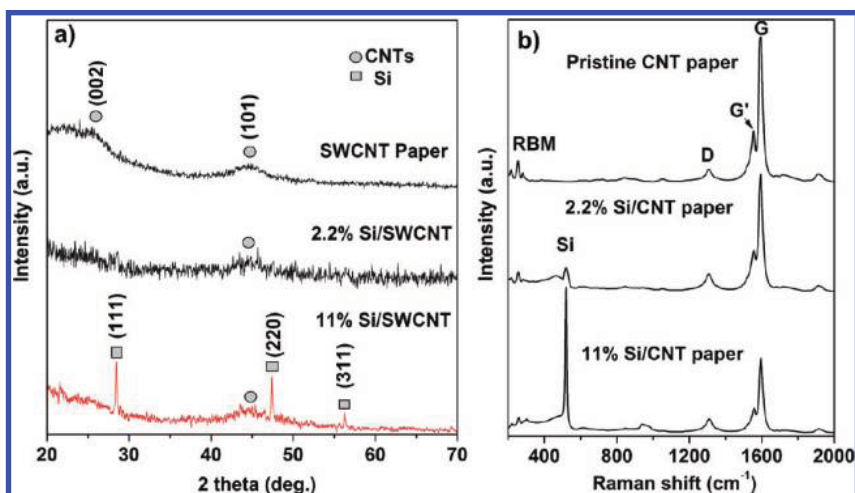 a)
CNTs
Si
(002)
(101)
SWCNT Paper
2.2% Si/SWCNT
11% Si/SWCNT
(111)
(220)
(311)
Intensity (a.u.)
20 30 40 50 60 70
2 theta (deg.)
b)
G
Pristine CNT paper
G'
RBM
D
2.2% Si/CNT paper
Si
11% Si/CNT paper
Intensity (a.u.)
400 800 1200 1600 2000
Raman shift (cm⁻¹)